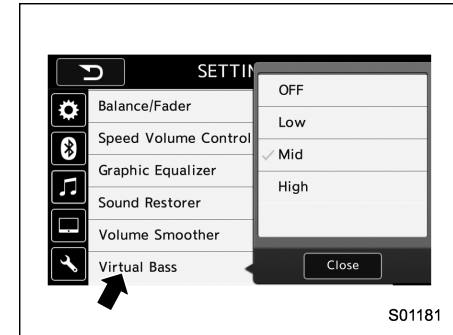 SETTIN
Balance/Fader
Speed Volume Control
Graphic Equalizer
Sound Restorer
Volume Smoother
Virtual Bass
OFF
Low
Mid
High
Close
S01181